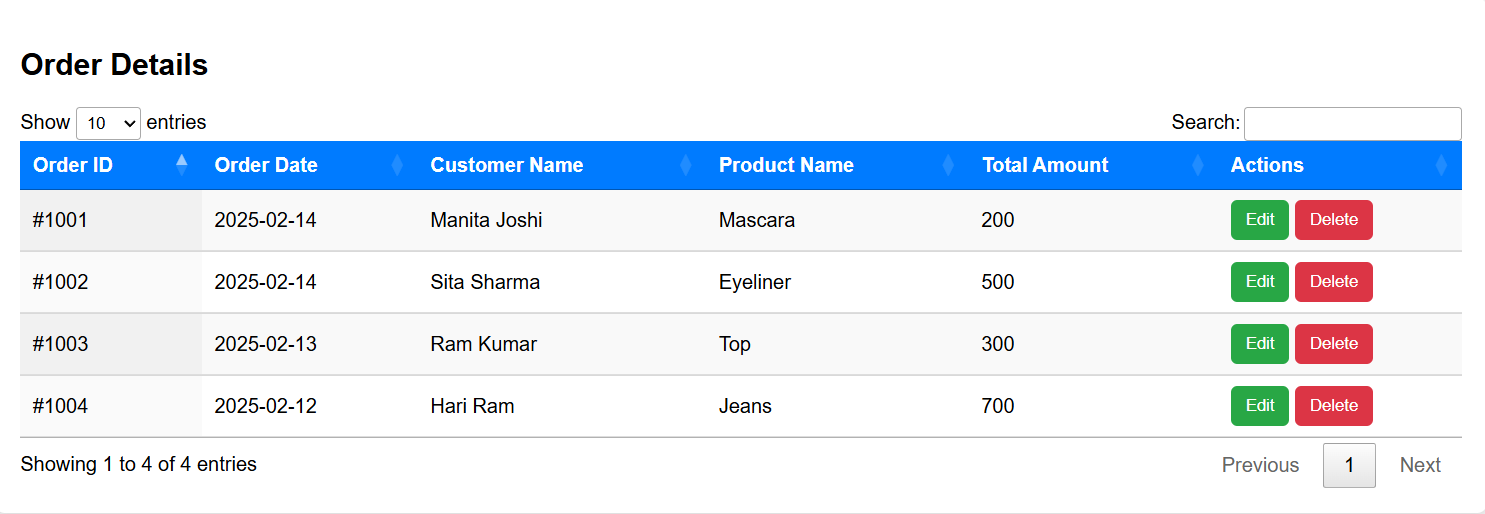 Order Details
Show 10 entries Search:
Order ID Order Date Customer Name Product Name Total Amount Actions
#1001 2025-02-14 Manita Joshi Mascara 200 Edit Delete
#1002 2025-02-14 Sita Sharma Eyeliner 500 Edit Delete
#1003 2025-02-13 Ram Kumar Top 300 Edit Delete
#1004 2025-02-12 Hari Ram Jeans 700 Edit Delete
Showing 1 to 4 of 4 entries Previous 1 Next